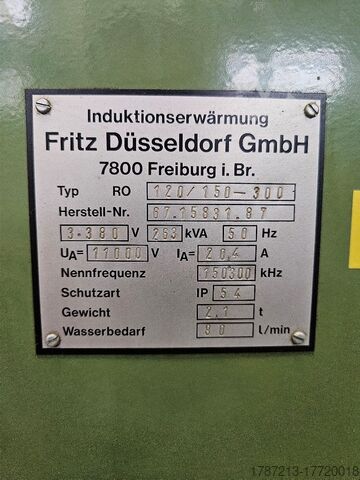 Induktionserwärmung
Fritz Düsseldorf GmbH
7800 Freiburg i. Br.
Typ RO 120/150-300
Herstell-Nr. 67.15831.87
3-380 V 263 kVA 50 Hz
UA= 11000 V IA= 20,4 A
Nennfrequenz 150300 kHz
Schutzart IP 54
Gewicht 2,1 t
Wasserbedarf 90 l/min
1787213-17720018